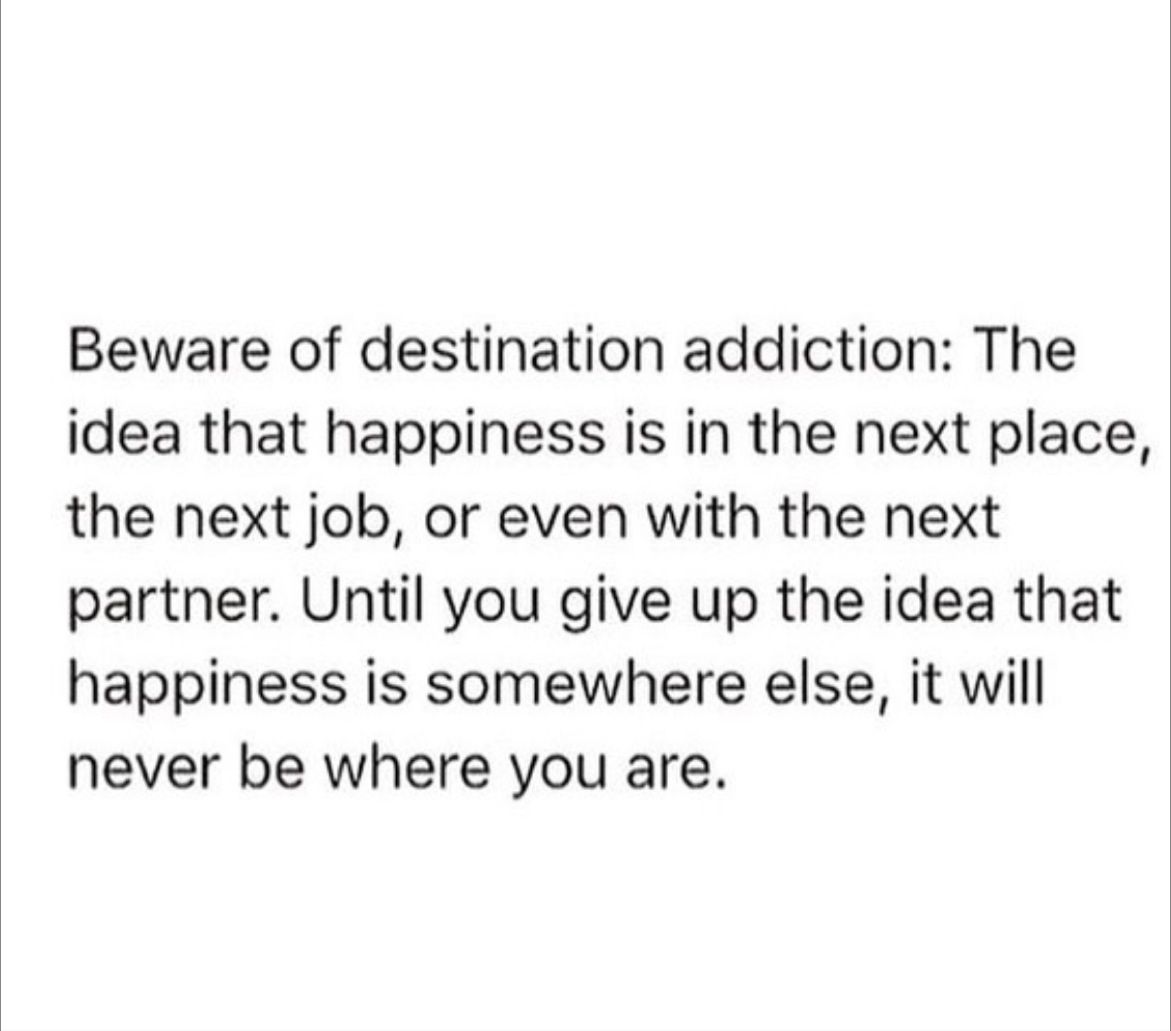 Beware of destination addiction: The
idea that happiness is in the next place,
the next job, or even with the next
partner. Until you give up the idea that
happiness is somewhere else, it will
never be where you are.